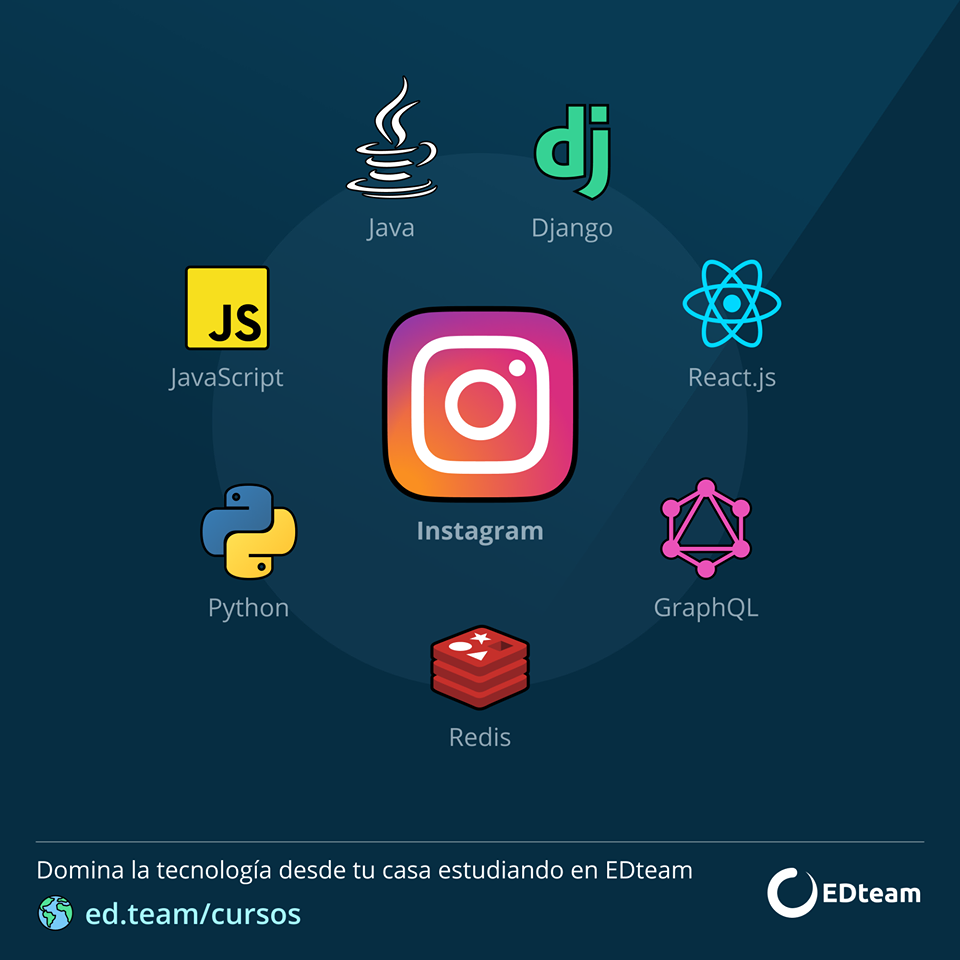 Java
Django
JS
JavaScript
React.js
Instagram
Python
GraphQL
Redis
Domina la tecnología desde tu casa estudiando en EDteam
ed.team/cursos
EDteam
dj